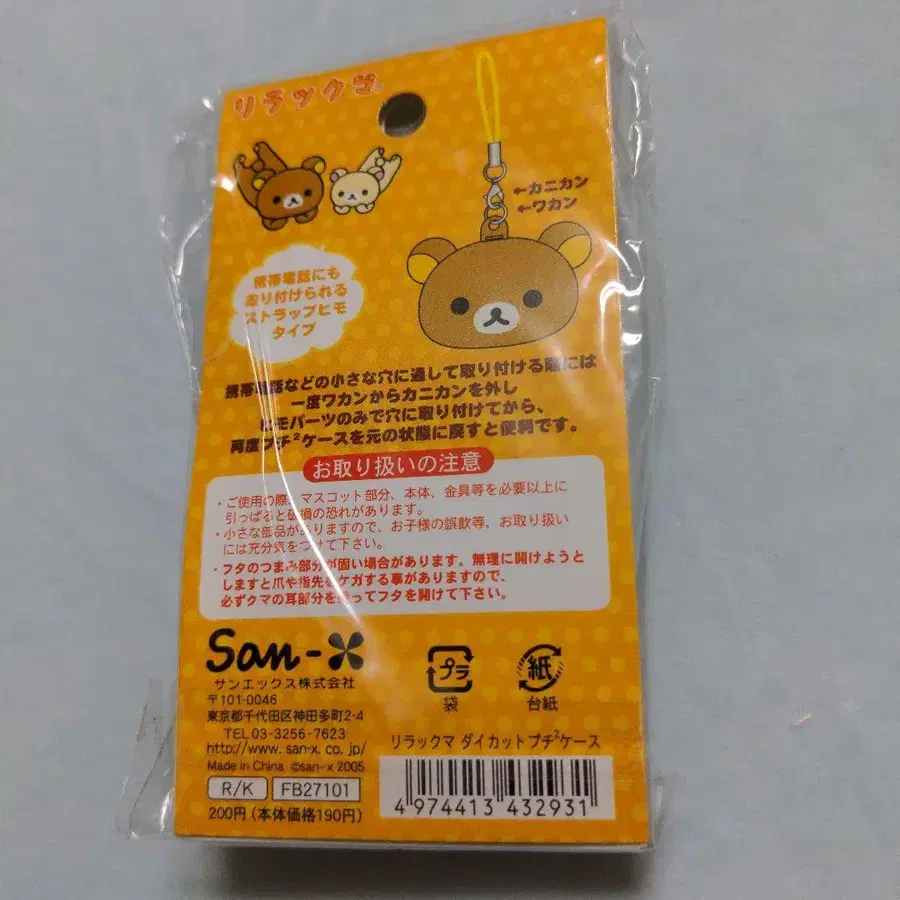 リラックマ
←カニカン
←ワカン
携帯電話にも
取り付けられる
ストラップヒモ
タイプ
携帯電話などの小さな穴に通して取り付ける際には
一度ワカンからカニカンを外し
ヒモパーツのみで穴に取り付けてから、
再度プチ²ケースを元の状態に戻すと便利です。
お取り扱いの注意
・ご使用の際、マスコット部分、本体、金具等を必要以上に
引っぱると破損の恐れがあります。
・小さな部品がありますので、お子様の誤飲等、お取り扱い
には充分気をつけて下さい。
・フタのつまみ部分が固い場合があります。無理に開けようと
しますと爪や指先をケガする事がありますので、
必ずクマの耳部分を持ってフタを開けて下さい。
San-X
サンエックス株式会社
〒101-0046
東京都千代田区神田多町2-4
TEL 03-3256-7623
http://www.san-x.co.jp/
Made in China ©san-x 2005
R/K FB27101
200円(本体価格190円)
プラ
袋
紙
台紙
リラックマ ダイカットプチ²ケース
4 974413 432931